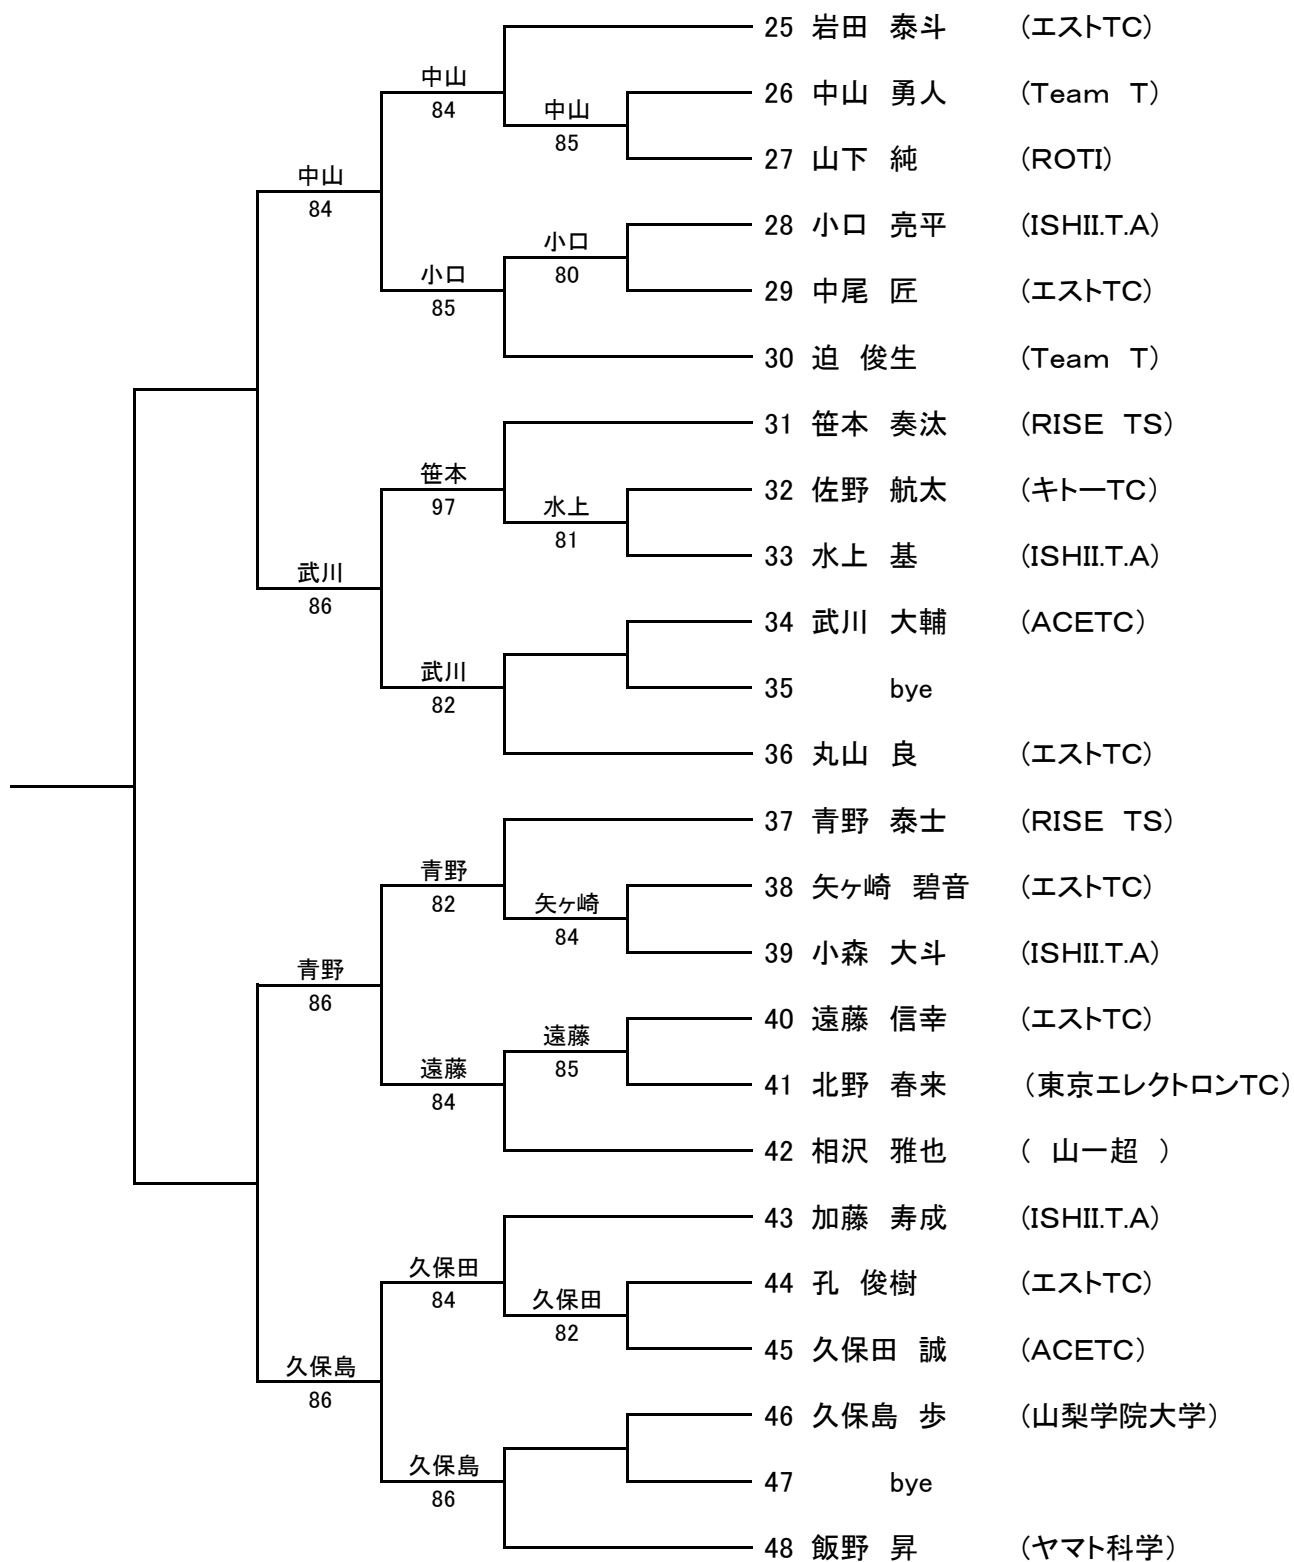 25 岩田 泰斗 (エストTC)
中山
84
26 中山 勇人 (Team T)
中山
85
27 山下 純 (ROTI)
中山
84
28 小口 亮平 (ISHII.T.A)
小口
80
小口
85
29 中尾 匠 (エストTC)
30 迫 俊生 (Team T)
31 笹本 奏汰 (RISE TS)
笹本
97
32 佐野 航太 (キトーTC)
水上
81
33 水上 基 (ISHII.T.A)
武川
86
34 武川 大輔 (ACETC)
武川
82
35 bye
36 丸山 良 (エストTC)
37 青野 泰士 (RISE TS)
青野
82
38 矢ヶ崎 碧音 (エストTC)
矢ヶ崎
84
39 小森 大斗 (ISHII.T.A)
青野
86
40 遠藤 信幸 (エストTC)
遠藤
85
遠藤
84
41 北野 春来 (東京エレクトロンTC)
42 相沢 雅也 ( 山一超 )
43 加藤 寿成 (ISHII.T.A)
久保田
84
44 孔 俊樹 (エストTC)
久保田
82
45 久保田 誠 (ACETC)
久保島
86
46 久保島 歩 (山梨学院大学)
久保島
86
47 bye
48 飯野 昇 (ヤマト科学)